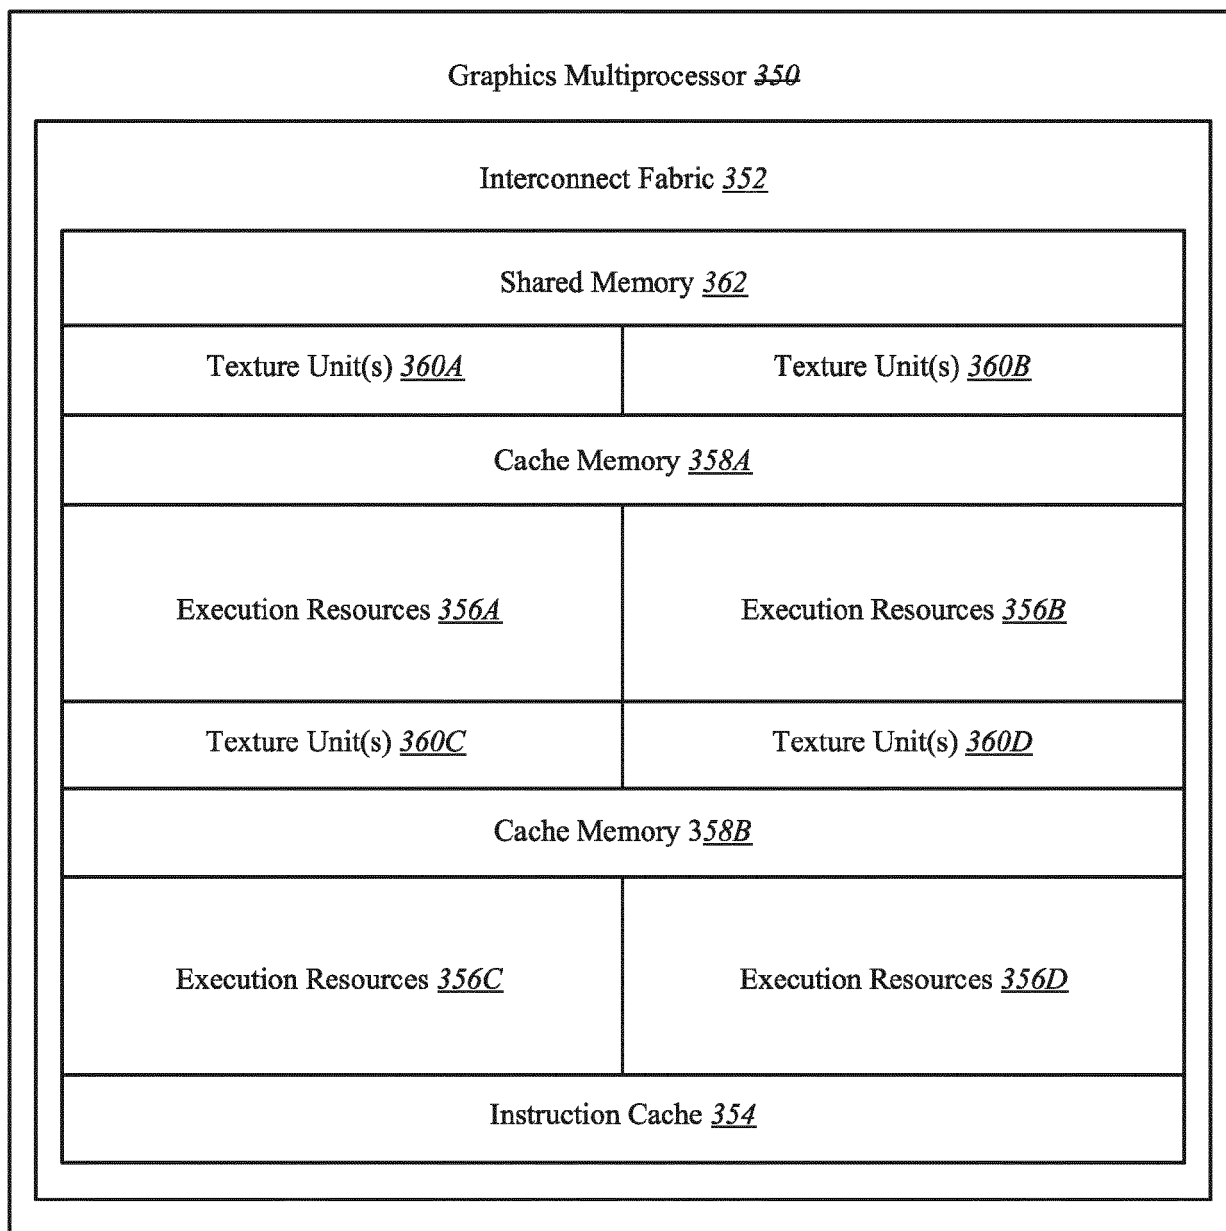 Graphics Multiprocessor 350
Interconnect Fabric 352
Shared Memory 362
Texture Unit(s) 360A
Texture Unit(s) 360B
Cache Memory 358A
Execution Resources 356A
Execution Resources 356B
Texture Unit(s) 360C
Texture Unit(s) 360D
Cache Memory 358B
Execution Resources 356C
Execution Resources 356D
Instruction Cache 354